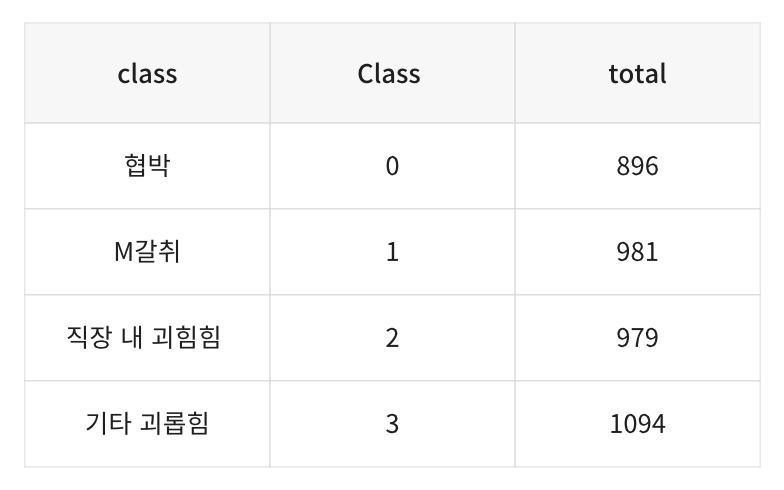 class Class total
협박 0 896
M갈취 1 981
직장 내 괴힘힘 2 979
기타 괴롭힘 3 1094